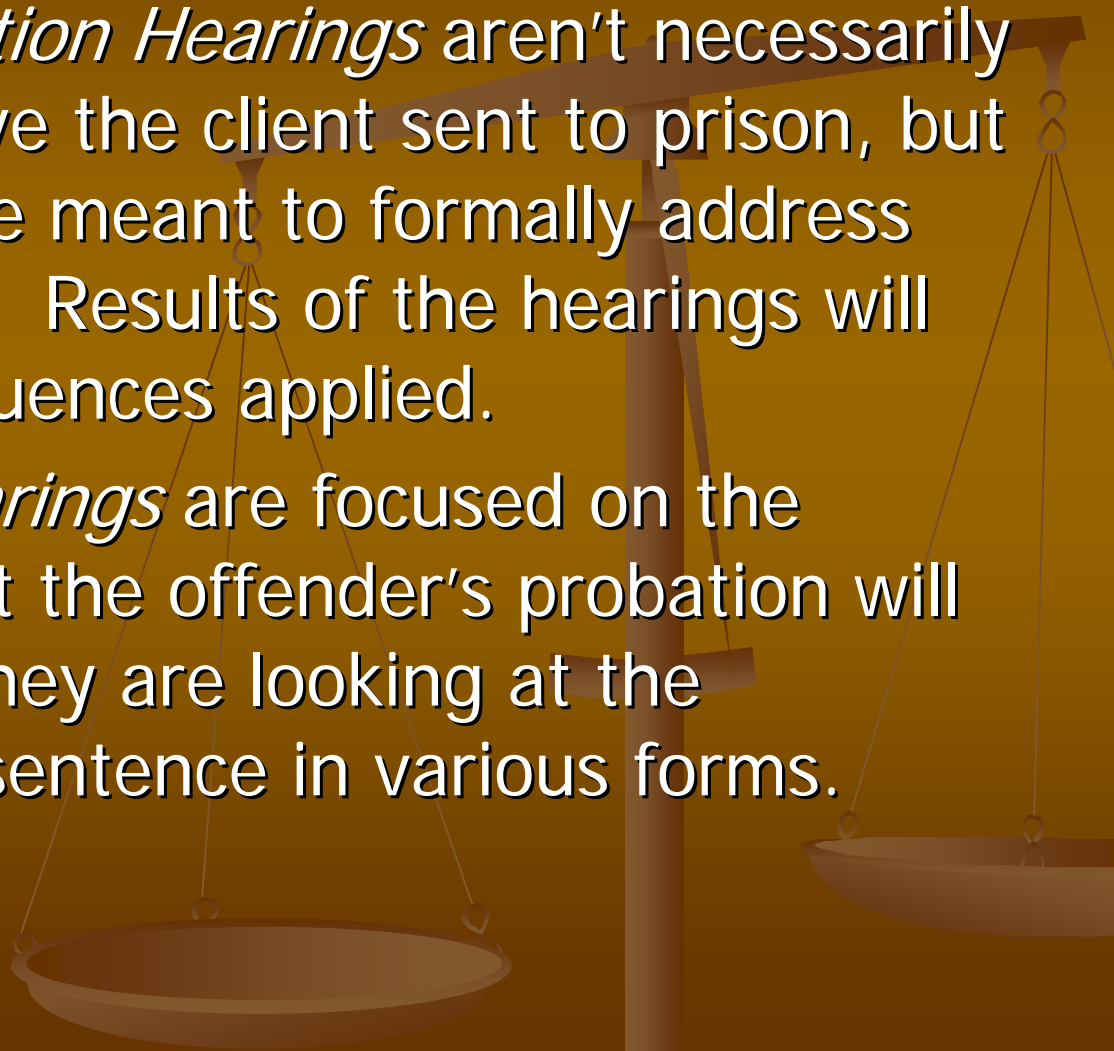 tion Hearings aren't necessarily
ve the client sent to prison, but
e meant to formally address
Results of the hearings will
uences applied.
arings are focused on the
t the offender's probation will
hey are looking at the
sentence in various forms.